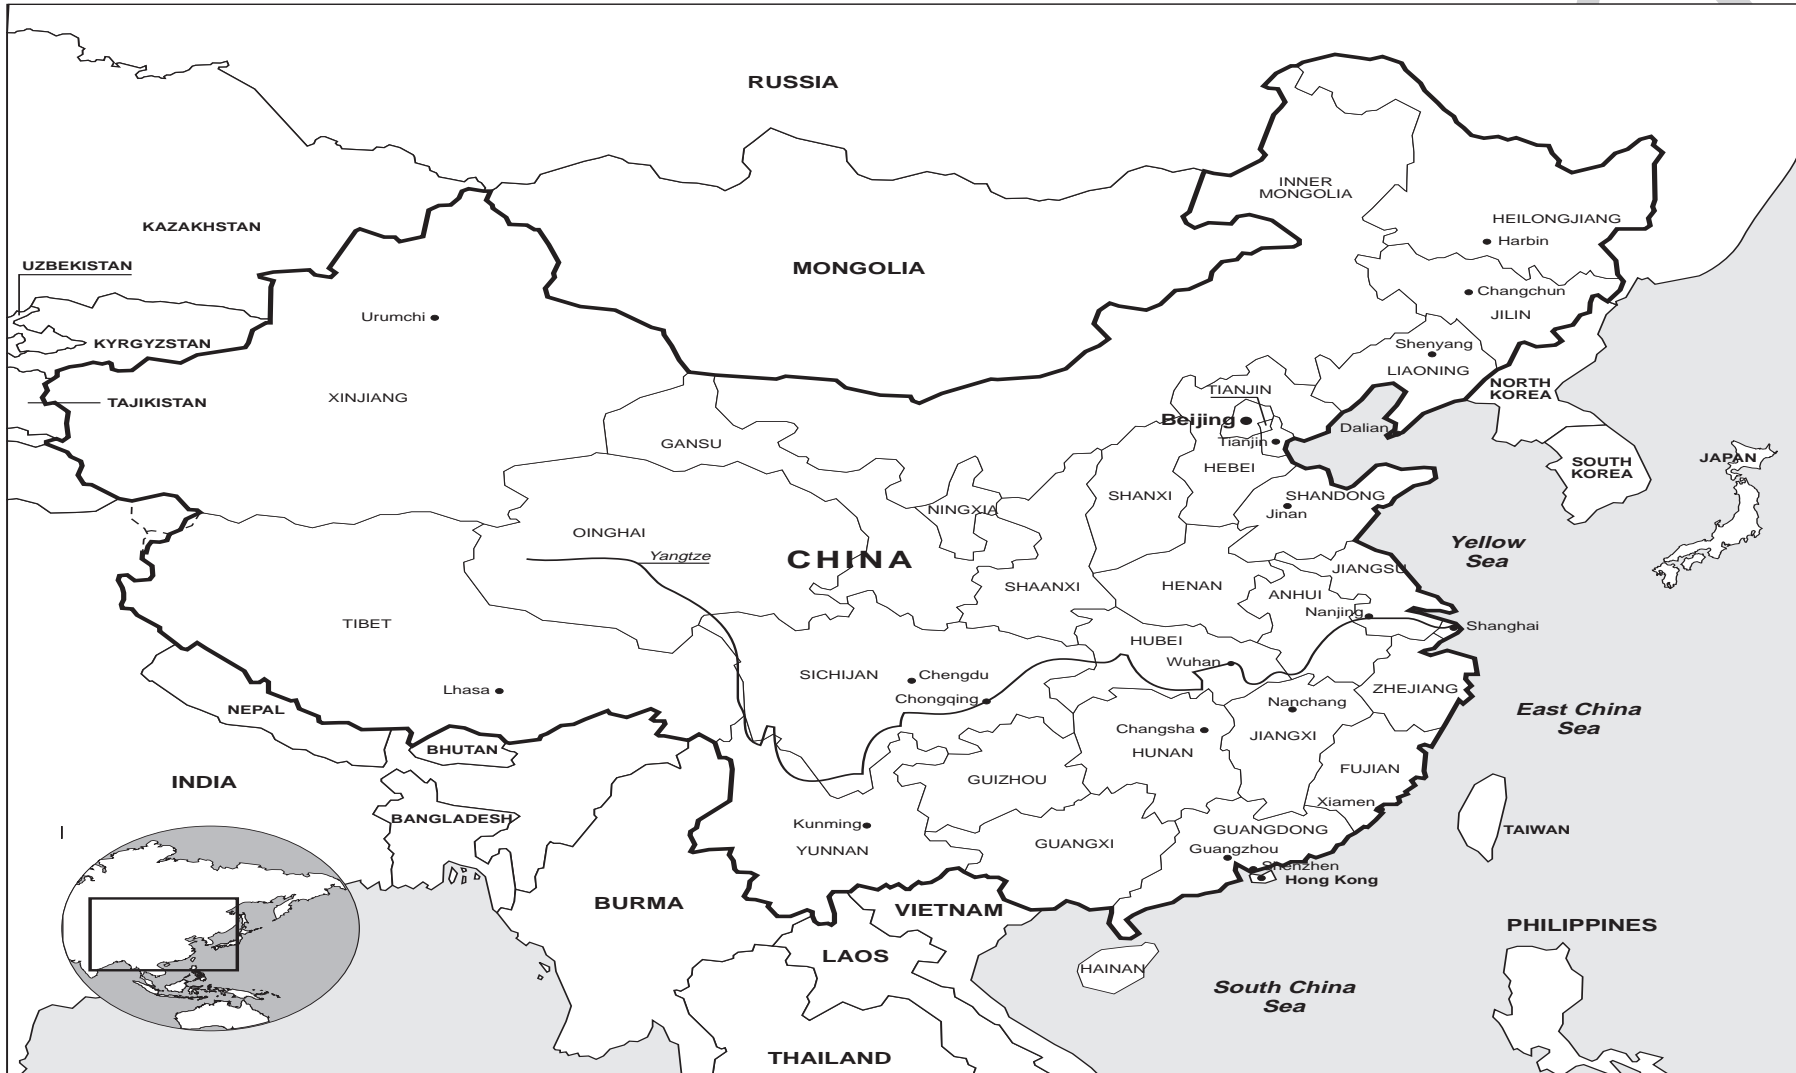 RUSSIA
INNER
MONGOLIA
HEILONGJIANG
KAZAKHSTAN
Harbin
UZBEKISTAN
MONGOLIA
Changchun
Urumchi
JILIN
KYRGYZSTAN
Shenyang
LIAONING
NORTH
KOREA
TIANJIN
XINJIANG
TAJIKISTAN
Beijing
Dalian
Tianjin
GANSU
JAPAN
HEBEI
SOUTH
KOREA
SHANXI
SHANDONG
NINGXIA
Jinan
OINGHAI
Yellow
Sea
Yangtze
CHINA
JIANGSU
SHAANXI
HENAN
ANHUI
Nanjing
TIBET
Shanghai
HUBEI
Wuhan
SICHIJAN
Chengdu
Lhasa
Chongqing
ZHEJIANG
Nanchang
NEPAL
East China
Sea
Changsha
JIANGXI
BHUTAN
HUNAN
FUJIAN
INDIA
GUIZHOU
Xiamen
BANGLADESH
Kunming
GUANGDONG
TAIWAN
YUNNAN
GUANGXI
Guangzhou
Shenzhen
Hong Kong
BURMA
VIETNAM
PHILIPPINES
LAOS
HAINAN
South China
Sea
THAILAND